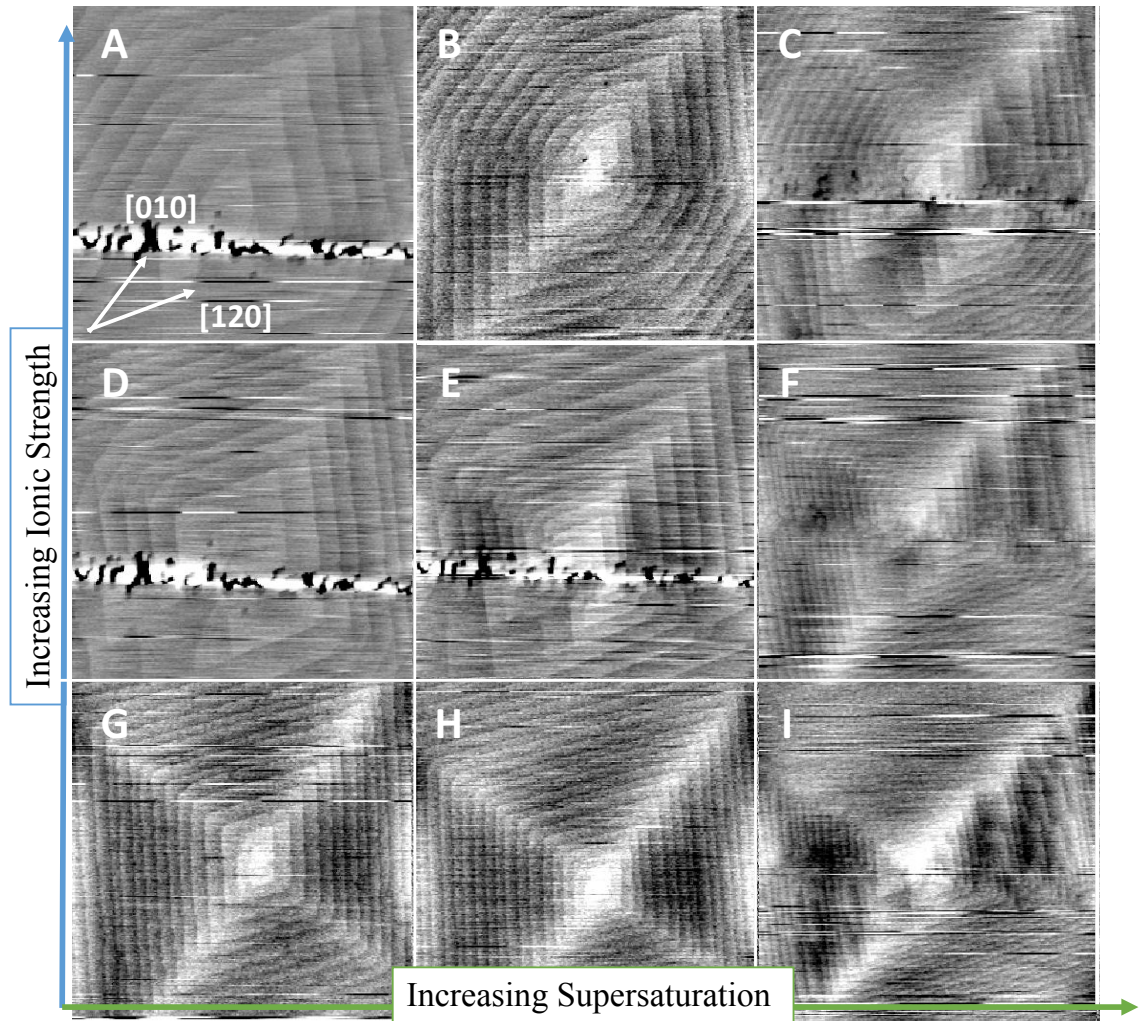 A
B
C
[010]
[120]
D
E
F
Increasing Ionic Strength
G
H
I
Increasing Supersaturation